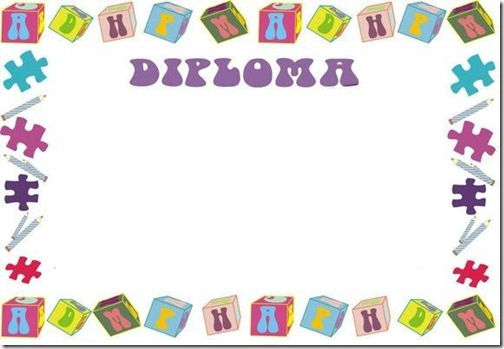 A D H P M A D H P M
DIPLOMA
A D M P H A P H D M